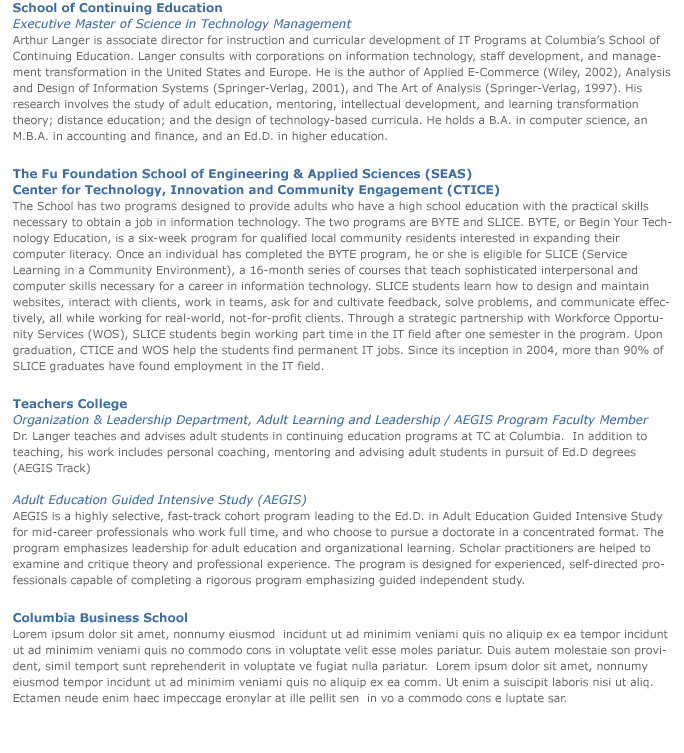 School of Continuing Education
Executive Master of Science in Technology Management
Arthur Langer is associate director for instruction and curricular development of IT Programs at Columbia's School of
Continuing Education. Langer consults with corporations on information technology, staff development, and manage-
ment transformation in the United States and Europe. He is the author of Applied E-Commerce (Wiley, 2002), Analysis
and Design of Information Systems (Springer-Verlag, 2001), and The Art of Analysis (Springer-Verlag, 1997). His
research involves the study of adult education, mentoring, intellectual development, and learning transformation
theory; distance education; and the design of technology-based curricula. He holds a B.A. in computer science, an
M.B.A. in accounting and finance, and an Ed.D. in higher education.
The Fu Foundation School of Engineering & Applied Sciences (SEAS)
Center for Technology, Innovation and Community Engagement (CTICE)
The School has two programs designed to provide adults who have a high school education with the practical skills
necessary to obtain a job in information technology. The two programs are BYTE and SLICE. BYTE, or Begin Your Tech-
nology Education, is a six-week program for qualified local community residents interested in expanding their
computer literacy. Once an individual has completed the BYTE program, he or she is eligible for SLICE (Service
Learning in a Community Environment), a 16-month series of courses that teach sophisticated interpersonal and
computer skills necessary for a career in information technology. SLICE students learn how to design and maintain
websites, interact with clients, work in teams, ask for and cultivate feedback, solve problems, and communicate effec-
tively, all while working for real-world, not-for-profit clients. Through a strategic partnership with Workforce Opportu-
nity Services (WOS), SLICE students begin working part time in the IT field after one semester in the program. Upon
graduation, CTICE and WOS help the students find permanent IT jobs. Since its inception in 2004, more than 90% of
SLICE graduates have found employment in the IT field.
Teachers College
Organization & Leadership Department, Adult Learning and Leadership / AEGIS Program Faculty Member
Dr. Langer teaches and advises adult students in continuing education programs at TC at Columbia.  In addition to
teaching, his work includes personal coaching, mentoring and advising adult students in pursuit of Ed.D degrees
(AEGIS Track)
Adult Education Guided Intensive Study (AEGIS)
AEGIS is a highly selective, fast-track cohort program leading to the Ed.D. in Adult Education Guided Intensive Study
for mid-career professionals who work full time, and who choose to pursue a doctorate in a concentrated format. The
program emphasizes leadership for adult education and organizational learning. Scholar practitioners are helped to
examine and critique theory and professional experience. The program is designed for experienced, self-directed pro-
fessionals capable of completing a rigorous program emphasizing guided independent study.
Columbia Business School
Lorem ipsum dolor sit amet, nonnumy eiusmod  incidunt ut ad minimim veniami quis no aliquip ex ea tempor incidunt
ut ad minimim veniami quis no commodo cons in voluptate velit esse moles pariatur. Duis autem molestaie son provi-
dent, simil temport sunt reprehenderit in voluptate ve fugiat nulla pariatur.  Lorem ipsum dolor sit amet, nonnumy
eiusmod tempor incidunt ut ad minimim veniami quis no aliquip ex ea comm. Ut enim a suiscipit laboris nisi ut aliq.
Ectamen neude enim haec impeccage eronylar at ille pellit sen  in vo a commodo cons e luptate sar.